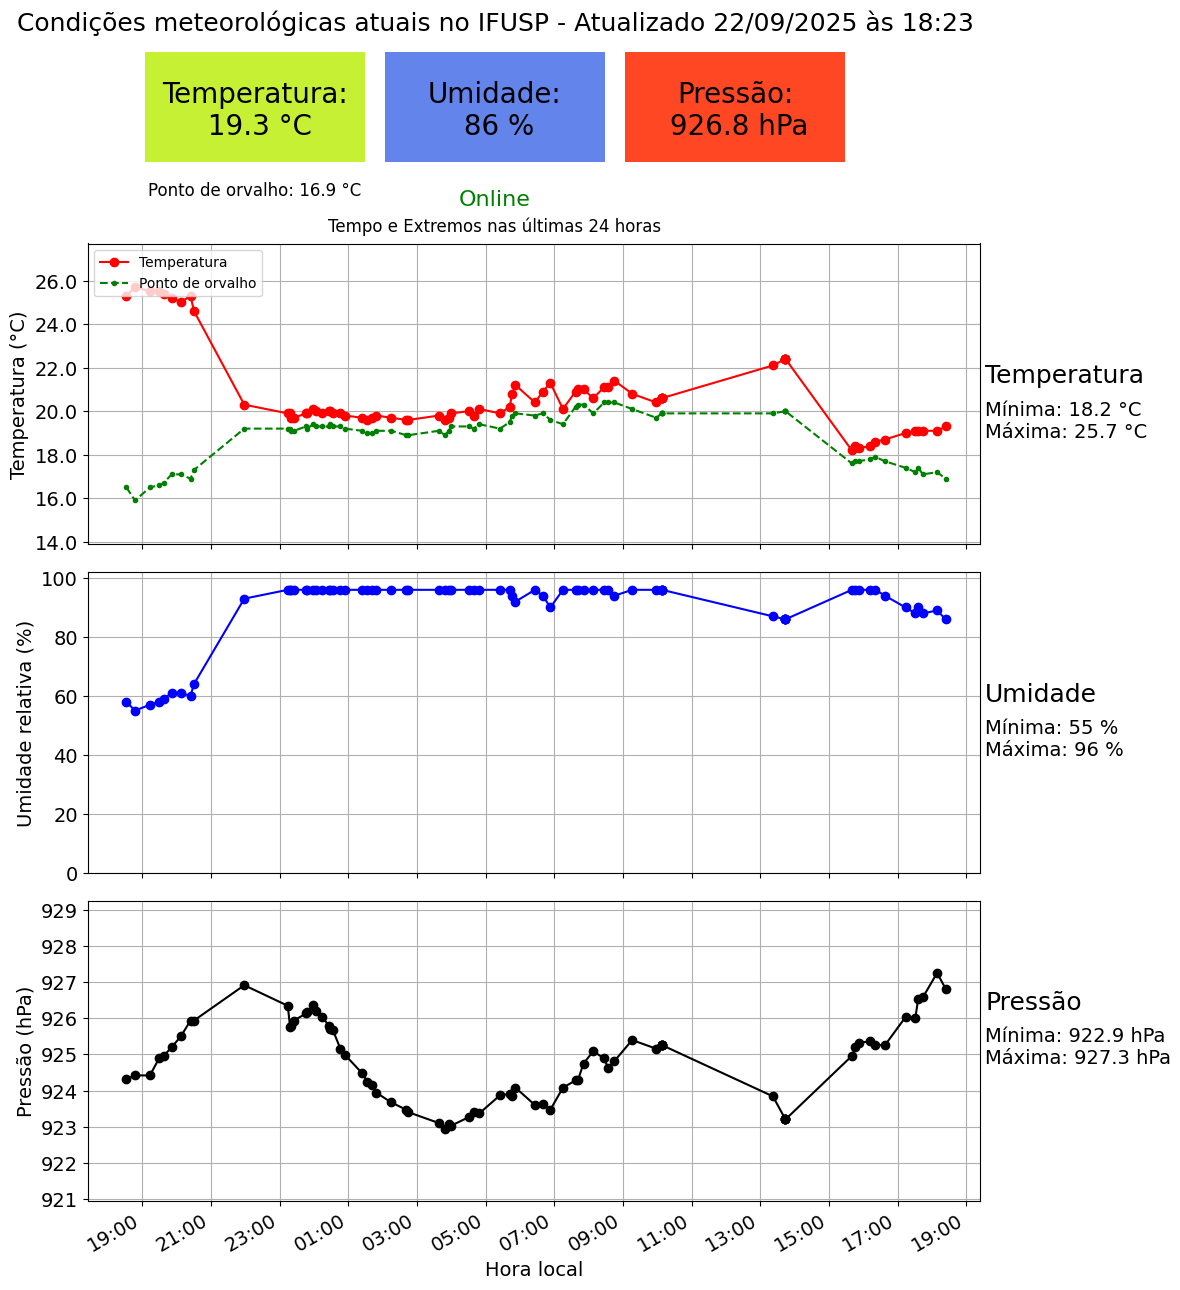 Condições meteorológicas atuais no IFUSP - Atualizado 22/09/2025 às 18:23
Temperatura:
19.3 °C
Umidade:
86 %
Pressão:
926.8 hPa
Ponto de orvalho: 16.9 °C
Online
Tempo e Extremos nas últimas 24 horas
Temperatura
Ponto de orvalho
Temperatura (°C)
26.0
24.0
22.0
20.0
18.0
16.0
14.0
Temperatura
Mínima: 18.2 °C
Máxima: 25.7 °C
Umidade relativa (%)
100
80
60
40
20
0
Umidade
Mínima: 55 %
Máxima: 96 %
Pressão (hPa)
929
928
927
926
925
924
923
922
921
Pressão
Mínima: 922.9 hPa
Máxima: 927.3 hPa
19:00
21:00
23:00
01:00
03:00
05:00
07:00
09:00
11:00
13:00
15:00
17:00
19:00
Hora local